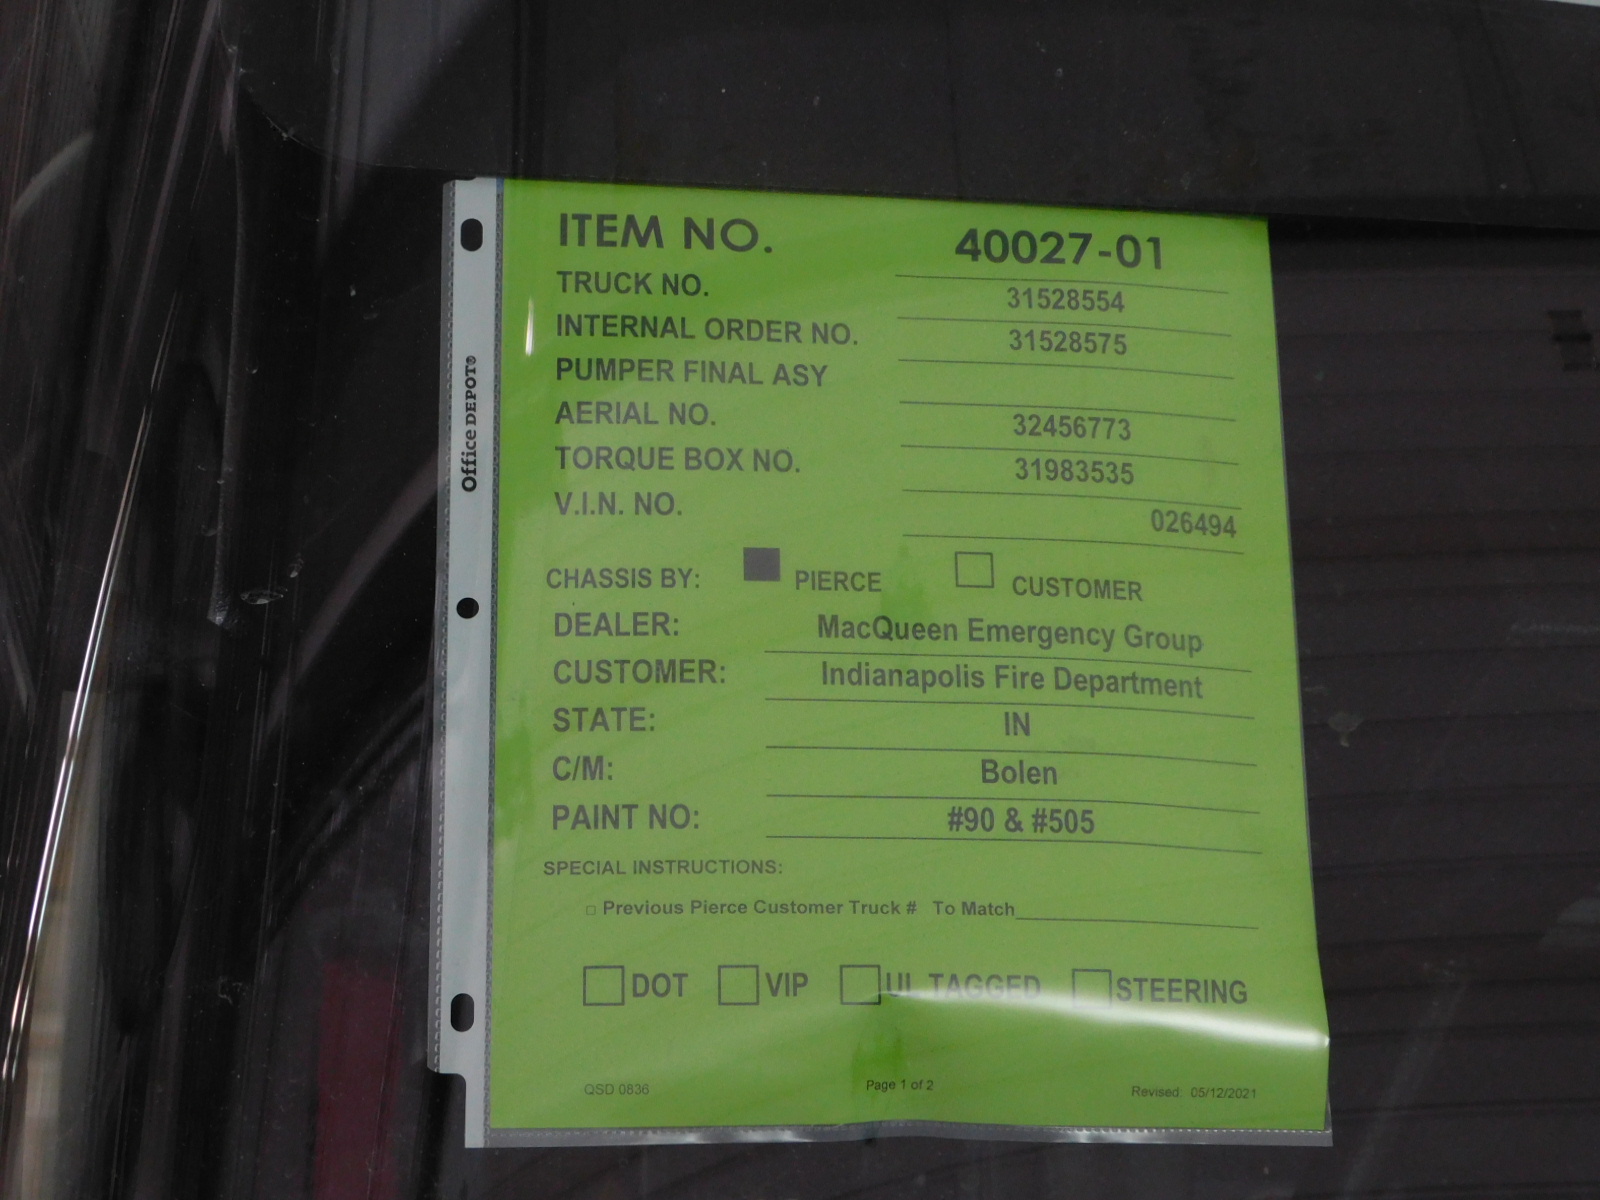 ITEM NO. 40027-01
TRUCK NO. 31528554
INTERNAL ORDER NO. 31528575
PUMPER FINAL ASY
AERIAL NO. 32456773
TORQUE BOX NO. 31983535
V.I.N. NO. 026494
CHASSIS BY: PIERCE CUSTOMER
DEALER: MacQueen Emergency Group
CUSTOMER: Indianapolis Fire Department
STATE: IN
C/M: Bolen
PAINT NO: #90 & #505
SPECIAL INSTRUCTIONS:
Previous Pierce Customer Truck # To Match
DOT VIP UL TAGGED STEERING
QSD 0836 Page 1 of 2 Revised: 05/12/2021
Office DEPOT®